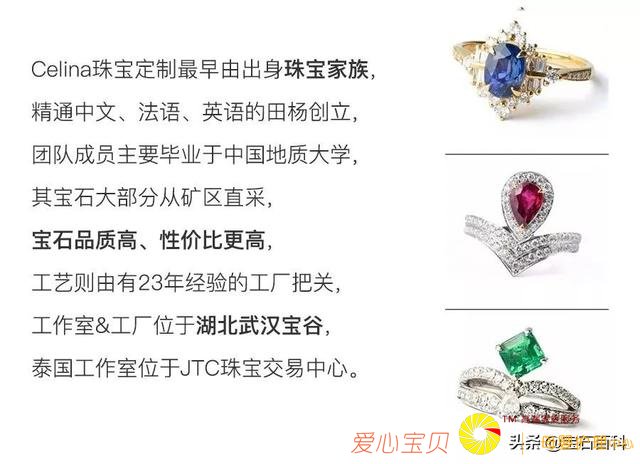 Celina珠宝定制最早由出身珠宝家族，
精通中文、法语、英语的田杨创立，
团队成员主要毕业于中国地质大学，
其宝石大部分从矿区直采，
宝石品质高、性价比更高，
工艺则由有23年经验的工厂把关，
工作室&工厂位于湖北武汉宝谷，
泰国工作室位于JTC珠宝交易中心。
TM
爱心宝贝
头条@宝石百科